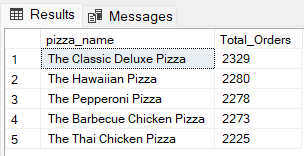 Results Messages
pizza_name Total_Orders
1 The Classic Deluxe Pizza 2329
2 The Hawaiian Pizza 2280
3 The Pepperoni Pizza 2278
4 The Barbecue Chicken Pizza 2273
5 The Thai Chicken Pizza 2225